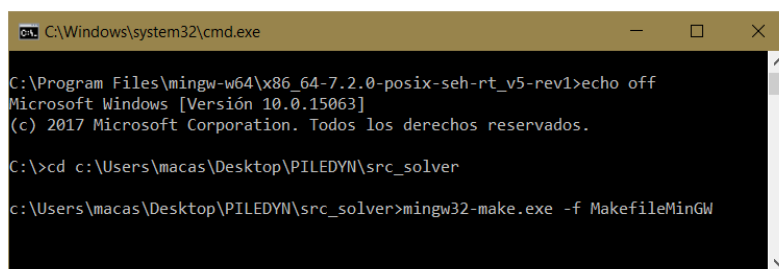 C:\Windows\system32\cmd.exe
C:\Program Files\mingw-w64\x86_64-7.2.0-posix-seh-rt_v5-rev1>echo off
Microsoft Windows [Versión 10.0.15063]
(c) 2017 Microsoft Corporation. Todos los derechos reservados.
C:\>cd c:\Users\macas\Desktop\PILEDYN\src_solver
c:\Users\macas\Desktop\PILEDYN\src_solver>mingw32-make.exe -f MakefileMinGW